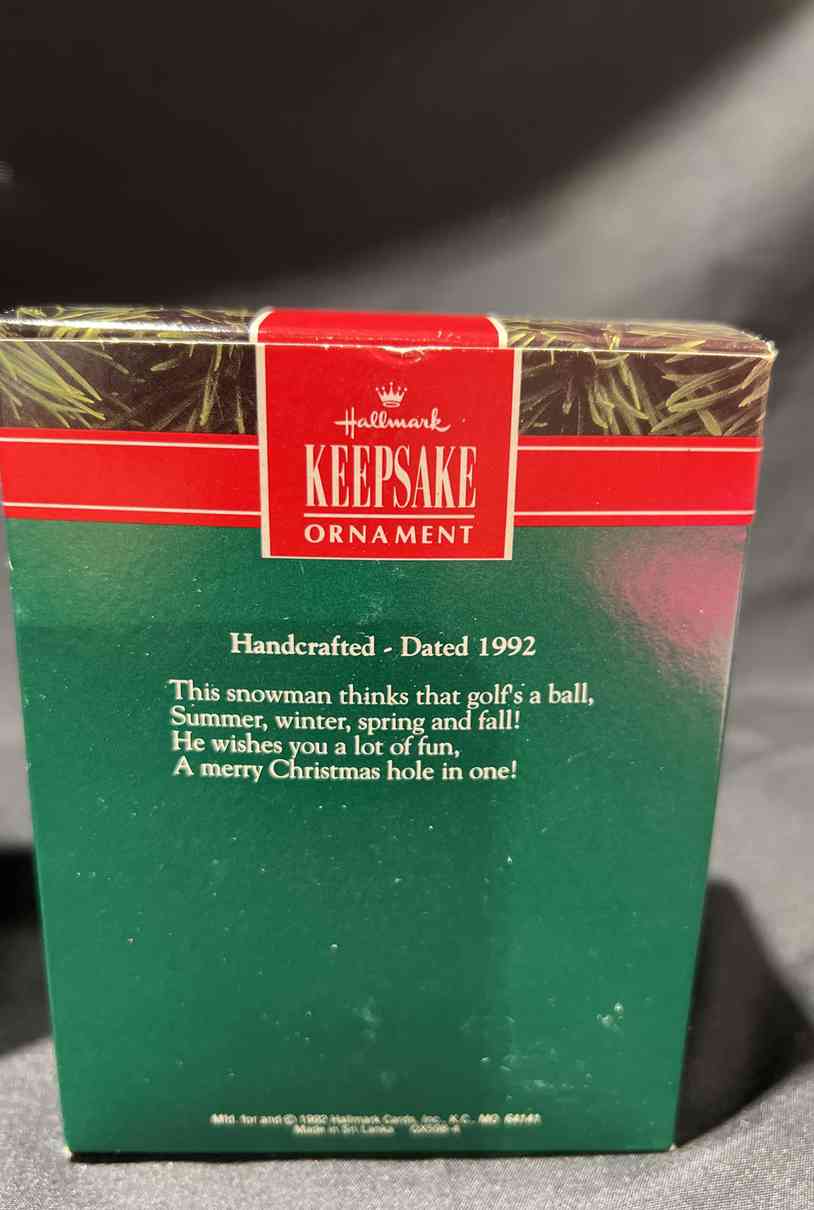 Hallmark
KEEPSAKE
ORNAMENT
Handcrafted - Dated 1992
This snowman thinks that golf's a ball,
Summer, winter, spring and fall!
He wishes you a lot of fun,
A merry Christmas hole in one!
Mfd. for and © 1992 Hallmark Cards, Inc., K.C., MO. 64141
Made in Sri Lanka